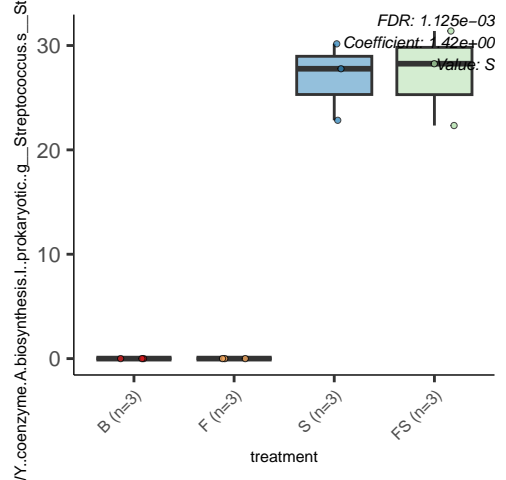 /Y..coenzyme.A.biosynthesis.I..prokaryotic..g__Streptococcus.s__St
FDR: 1.125e−03
Coefficient: 1.42e+00
Value: S
30
20
10
0
B (n=3)
F (n=3)
S (n=3)
FS (n=3)
treatment